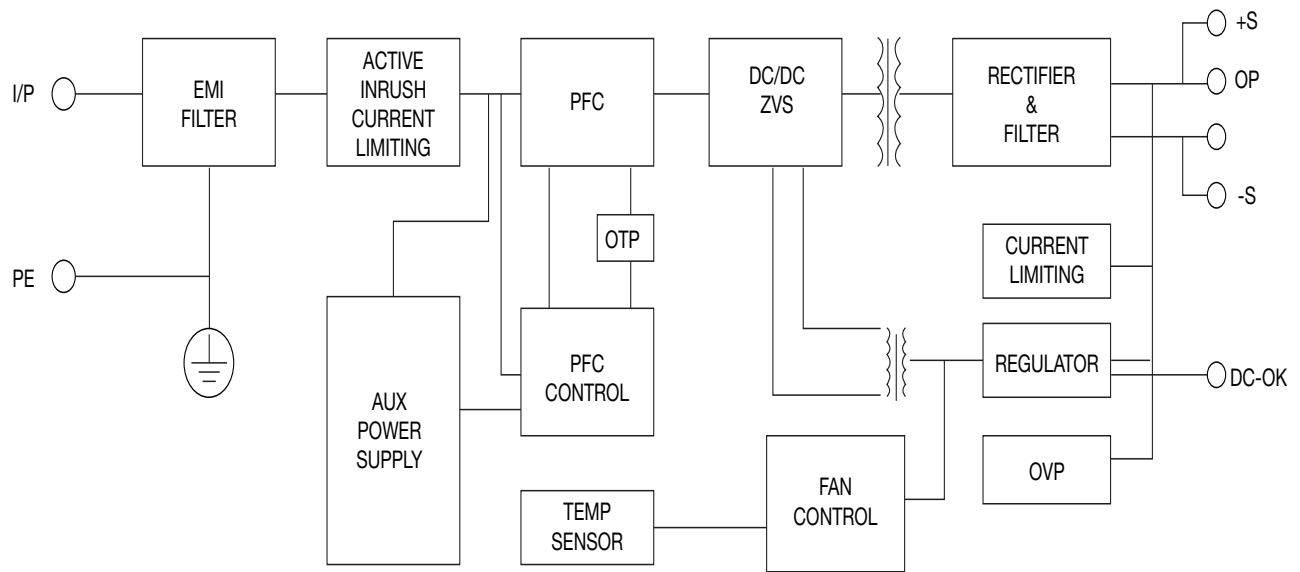 I/P
EMI
FILTER
ACTIVE
INRUSH
CURRENT
LIMITING
PFC
DC/DC
ZVS
RECTIFIER
&
FILTER
+S
OP
-S
PE
OTP
CURRENT
LIMITING
AUX
POWER
SUPPLY
PFC
CONTROL
REGULATOR
DC-OK
TEMP
SENSOR
FAN
CONTROL
OVP